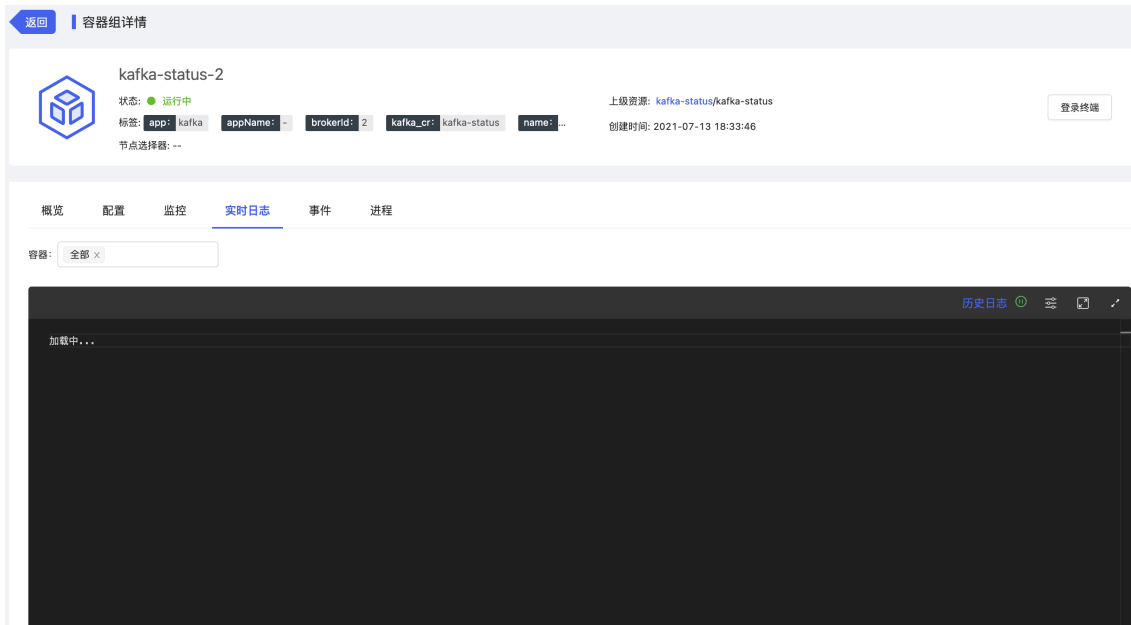 返回 容器组详情
kafka-status-2
状态: 运行中
上级资源: kafka-status/kafka-status
登录终端
标签: app: kafka appName: - brokerId: 2 kafka_cr: kafka-status name: ...
创建时间: 2021-07-13 18:33:46
节点选择器: --
概览 配置 监控 实时日志 事件 进程
容器: 全部 ×
历史日志
加载中...